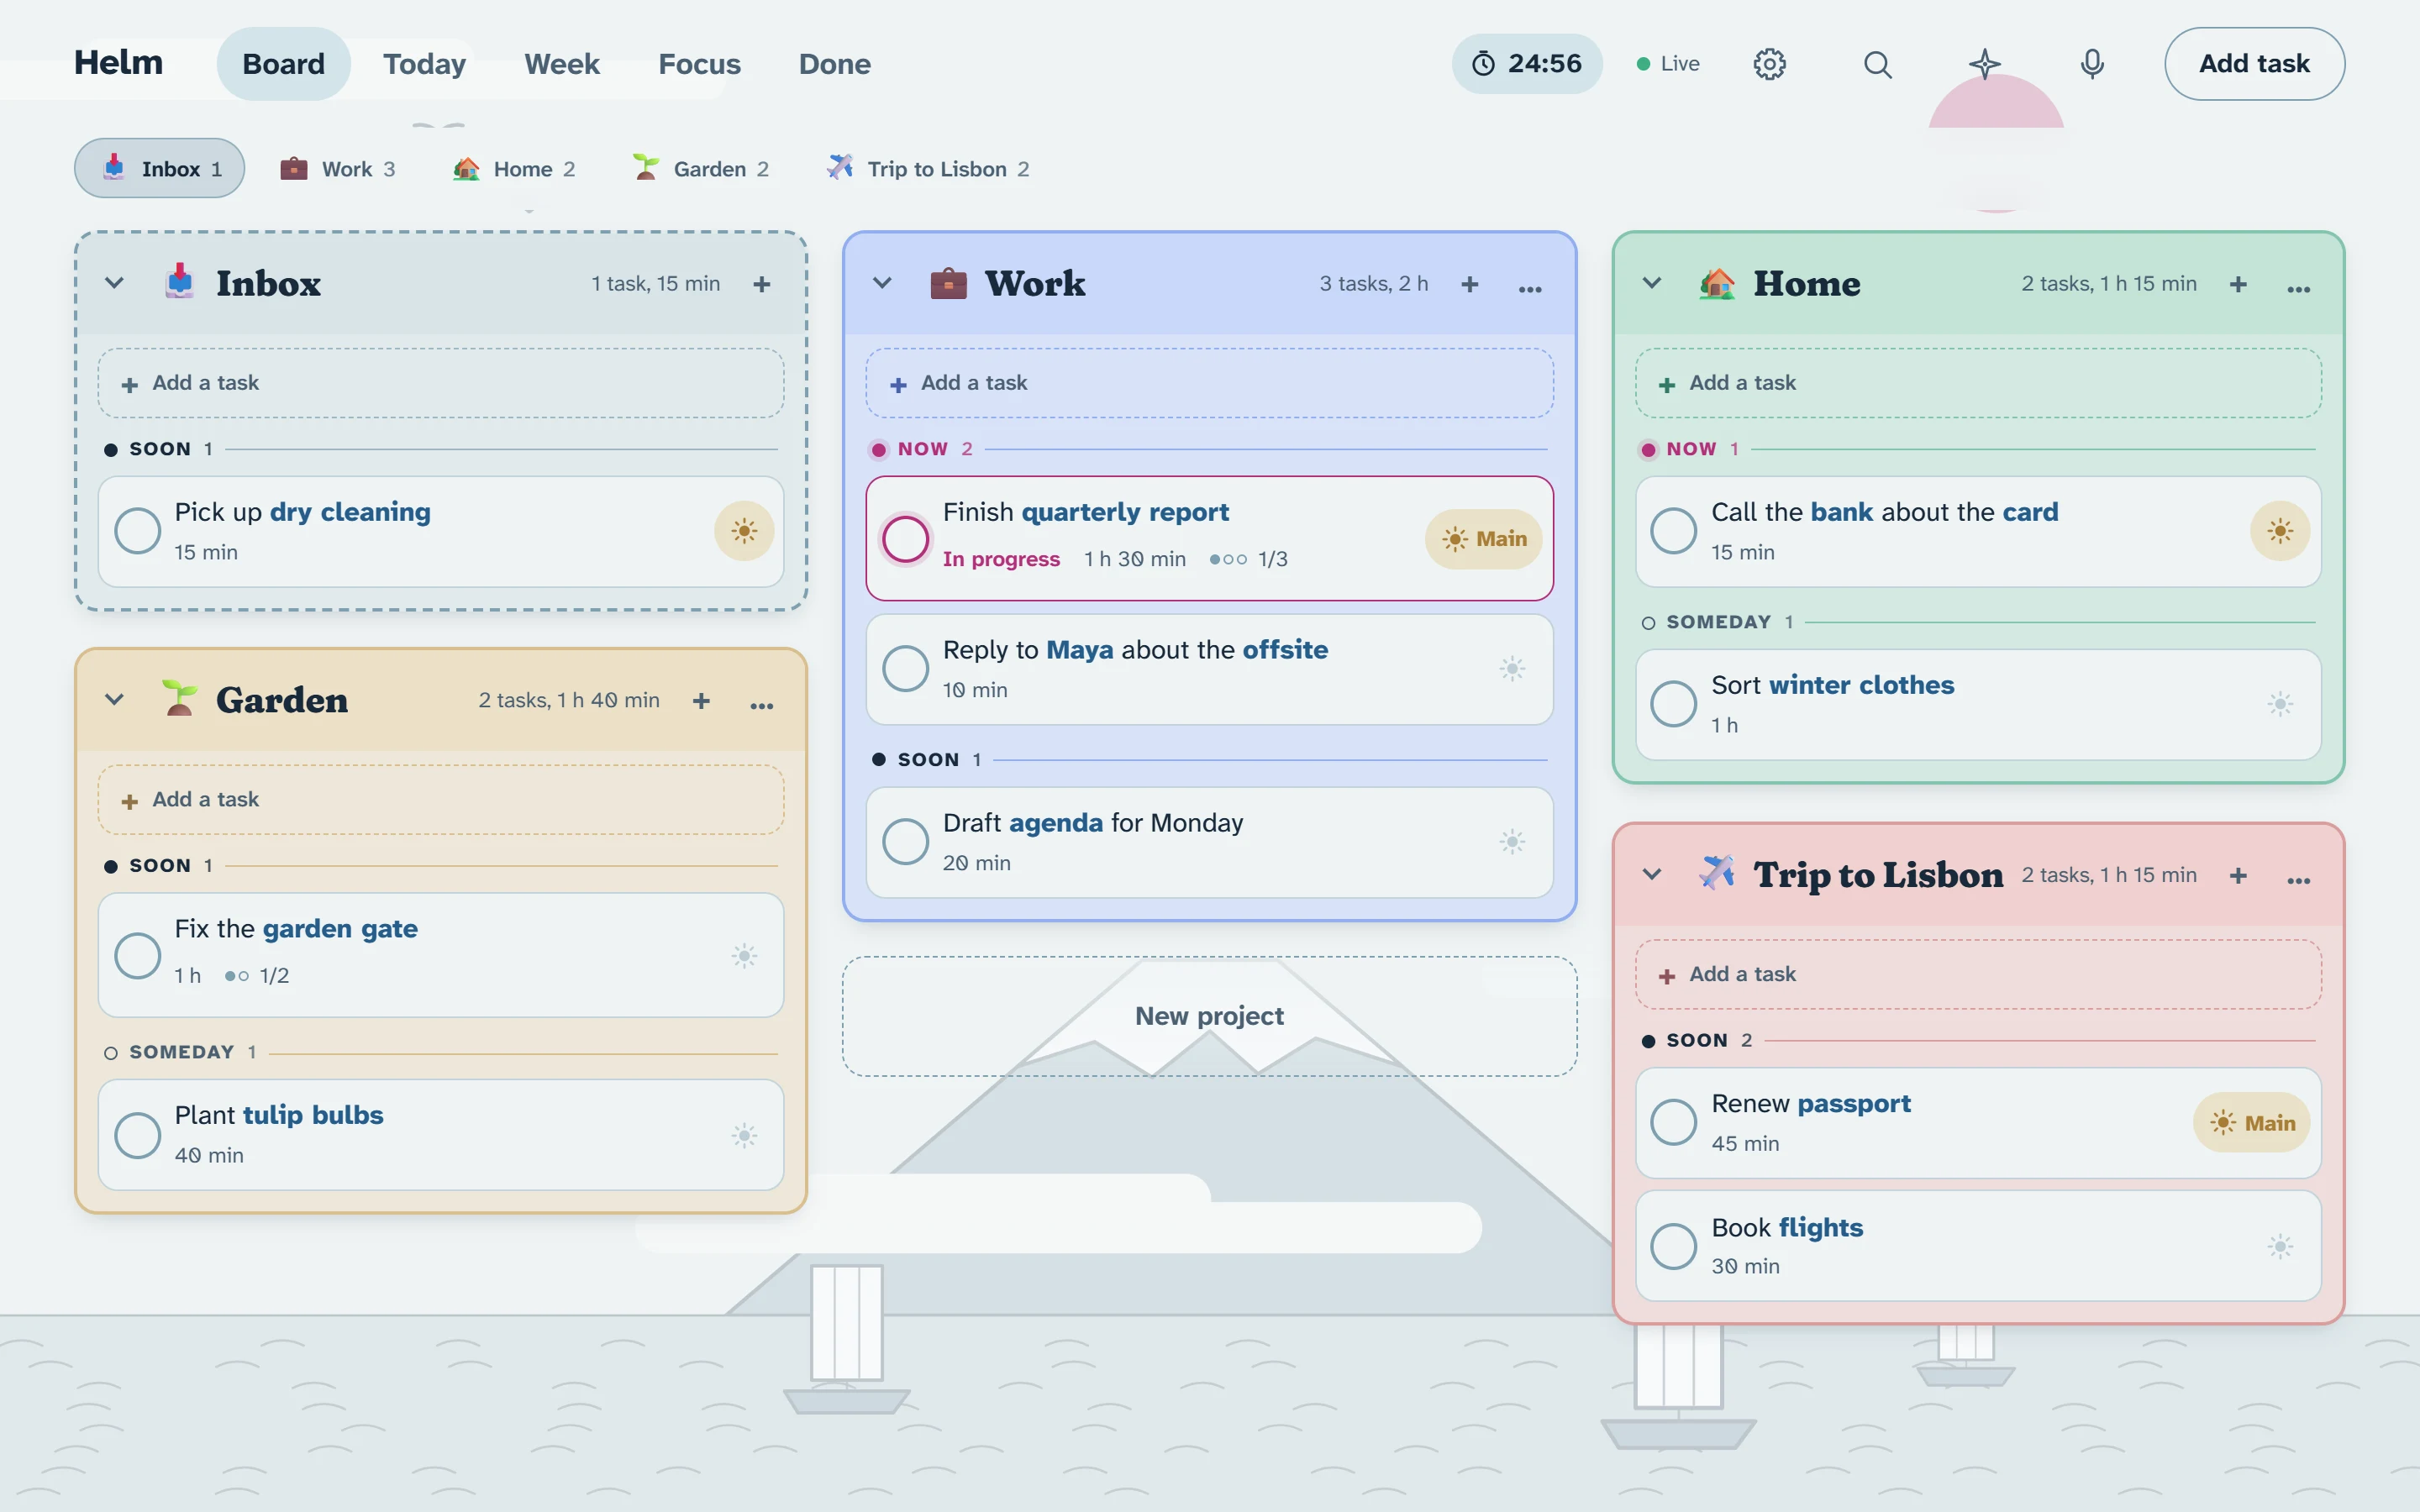 Helm Board Today Week Focus Done 24:56 Live Add task
Inbox 1 Work 3 Home 2 Garden 2 Trip to Lisbon 2
Inbox 1 task, 15 min
Add a task
SOON 1
Pick up dry cleaning
15 min
Garden 2 tasks, 1 h 40 min
Add a task
SOON 1
Fix the garden gate
1 h 1/2
SOMEDAY 1
Plant tulip bulbs
40 min
Work 3 tasks, 2 h
Add a task
NOW 2
Finish quarterly report
In progress 1 h 30 min 1/3
Main
Reply to Maya about the offsite
10 min
SOON 1
Draft agenda for Monday
20 min
New project
Home 2 tasks, 1 h 15 min
Add a task
NOW 1
Call the bank about the card
15 min
SOMEDAY 1
Sort winter clothes
1 h
Trip to Lisbon 2 tasks, 1 h 15 min
Add a task
SOON 2
Renew passport
45 min
Main
Book flights
30 min